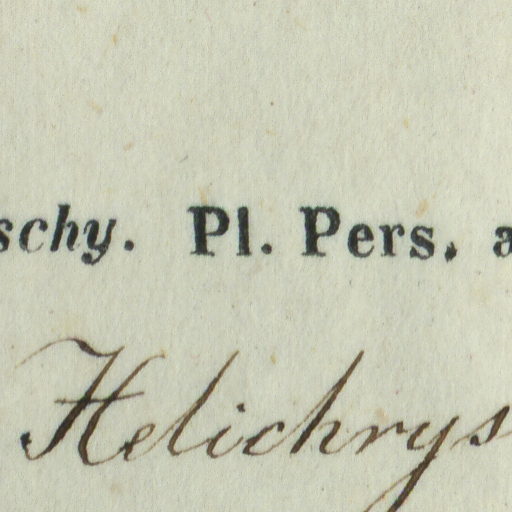 schy. Pl. Pers. a
Helichrys